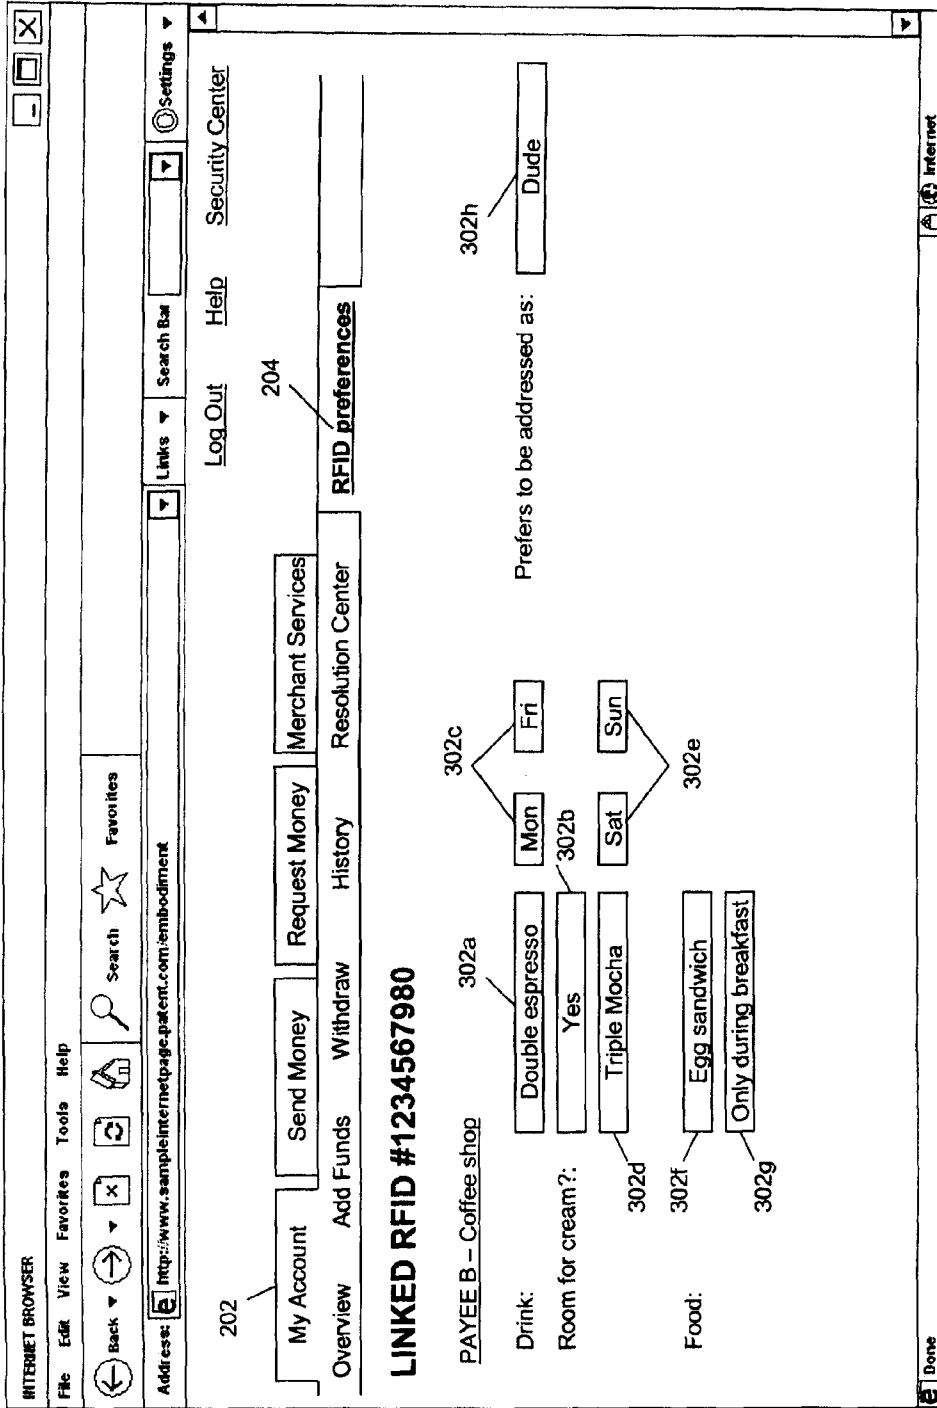 INTERNET BROWSER
File Edit View Favorites Tools Help
Back Search Favorites
Address: http://www.sampleinternetpage.patent.com/embodiment Links Search Bar Settings
Log Out Help Security Center
202
204
My Account Send Money Request Money Merchant Services
Overview Add Funds Withdraw History Resolution Center RFID preferences
LINKED RFID #1234567980
PAYEE B – Coffee shop
302a
302c
302h
Drink: Double espresso Mon Fri Prefers to be addressed as: Dude
Room for cream?: Yes 302b
Triple Mocha Sat Sun
302d
302e
302f
Food: Egg sandwich
Only during breakfast
302g
Done Internet